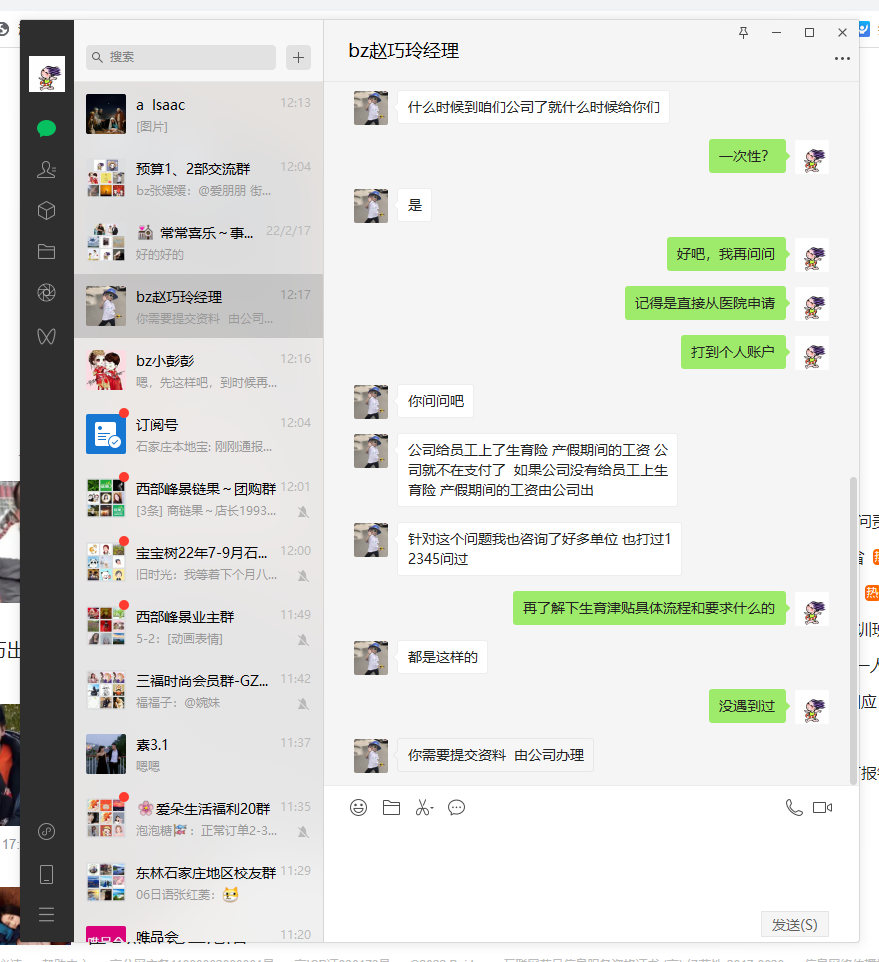 搜索
a Isaac
12:13
[图片]
预算1、2部交流群
12:04
bz张媛媛：@爱朋朋 街...
常常喜乐～事...
22/2/17
好的好的
bz赵巧玲经理
12:17
你需要提交资料 由公司...
bz小彭彭
12:16
嗯，先这样吧，到时候再...
订阅号
12:04
石家庄本地宝: 刚刚通报...
西部峰景链果～团购群
12:01
[3条] 商链果～店长1993...
宝宝树22年7-9月石...
12:00
旧时光：我等着下个月八...
西部峰景业主群
11:49
5-2：[动画表情]
三福时尚会员群-GZ...
11:42
福福子：@婉妹
素3.1
11:37
嗯嗯
爱朵生活福利20群
11:35
泡泡糖：正常订单2-3...
东林石家庄地区校友群
11:29
06日语张红菱：
唯品会
11:20
bz赵巧玲经理
什么时候到咱们公司了就什么时候给你们
一次性？
是
好吧，我再问问
记得是直接从医院申请
打到个人账户
你问问吧
公司给员工上了生育险 产假期间的工资 公
司就不在支付了 如果公司没有给员工上生
育险 产假期间的工资由公司出
针对这个问题我也咨询了好多单位 也打过1
2345问过
再了解下生育津贴具体流程和要求什么的
都是这样的
没遇到过
你需要提交资料 由公司办理
发送(S)